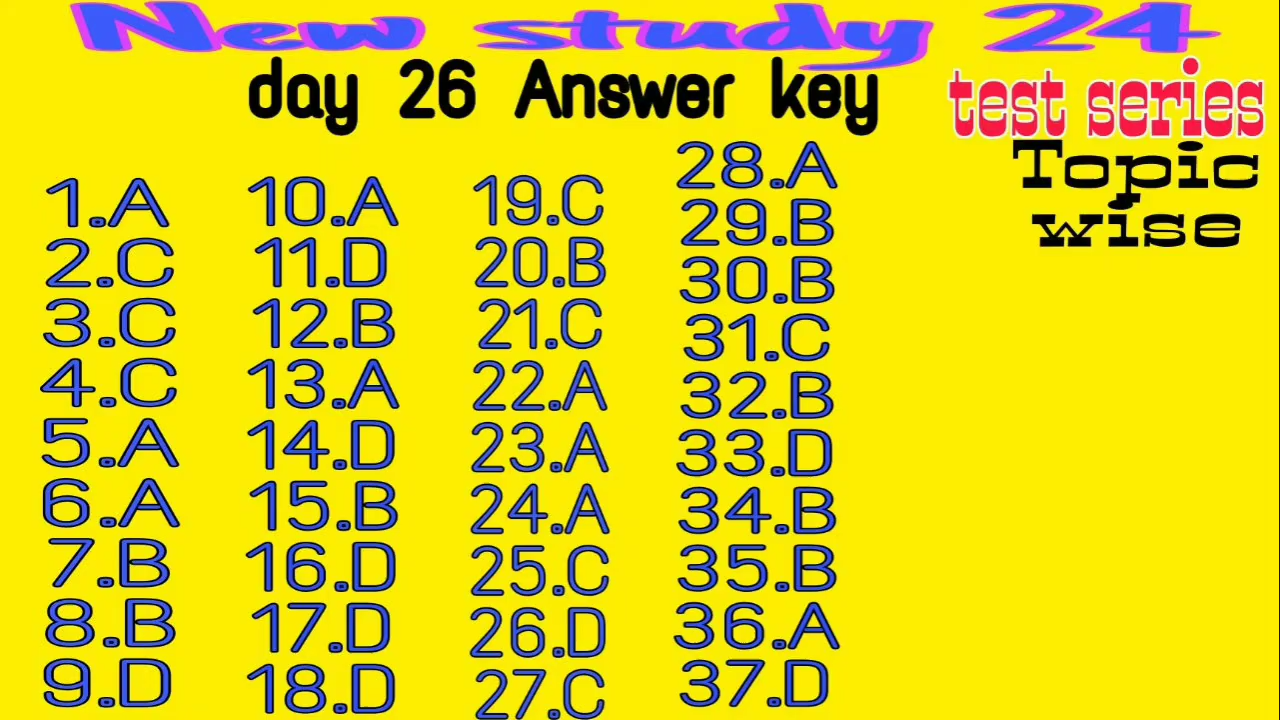 New study 24
day 26 Answer key
test series
Topic
wise
1.A
2.C
3.C
4.C
5.A
6.A
7.B
8.B
9.D
10.A
11.D
12.B
13.A
14.D
15.B
16.D
17.D
18.D
19.C
20.B
21.C
22.A
23.A
24.A
25.C
26.D
27.C
28.A
29.B
30.B
31.C
32.B
33.D
34.B
35.B
36.A
37.D